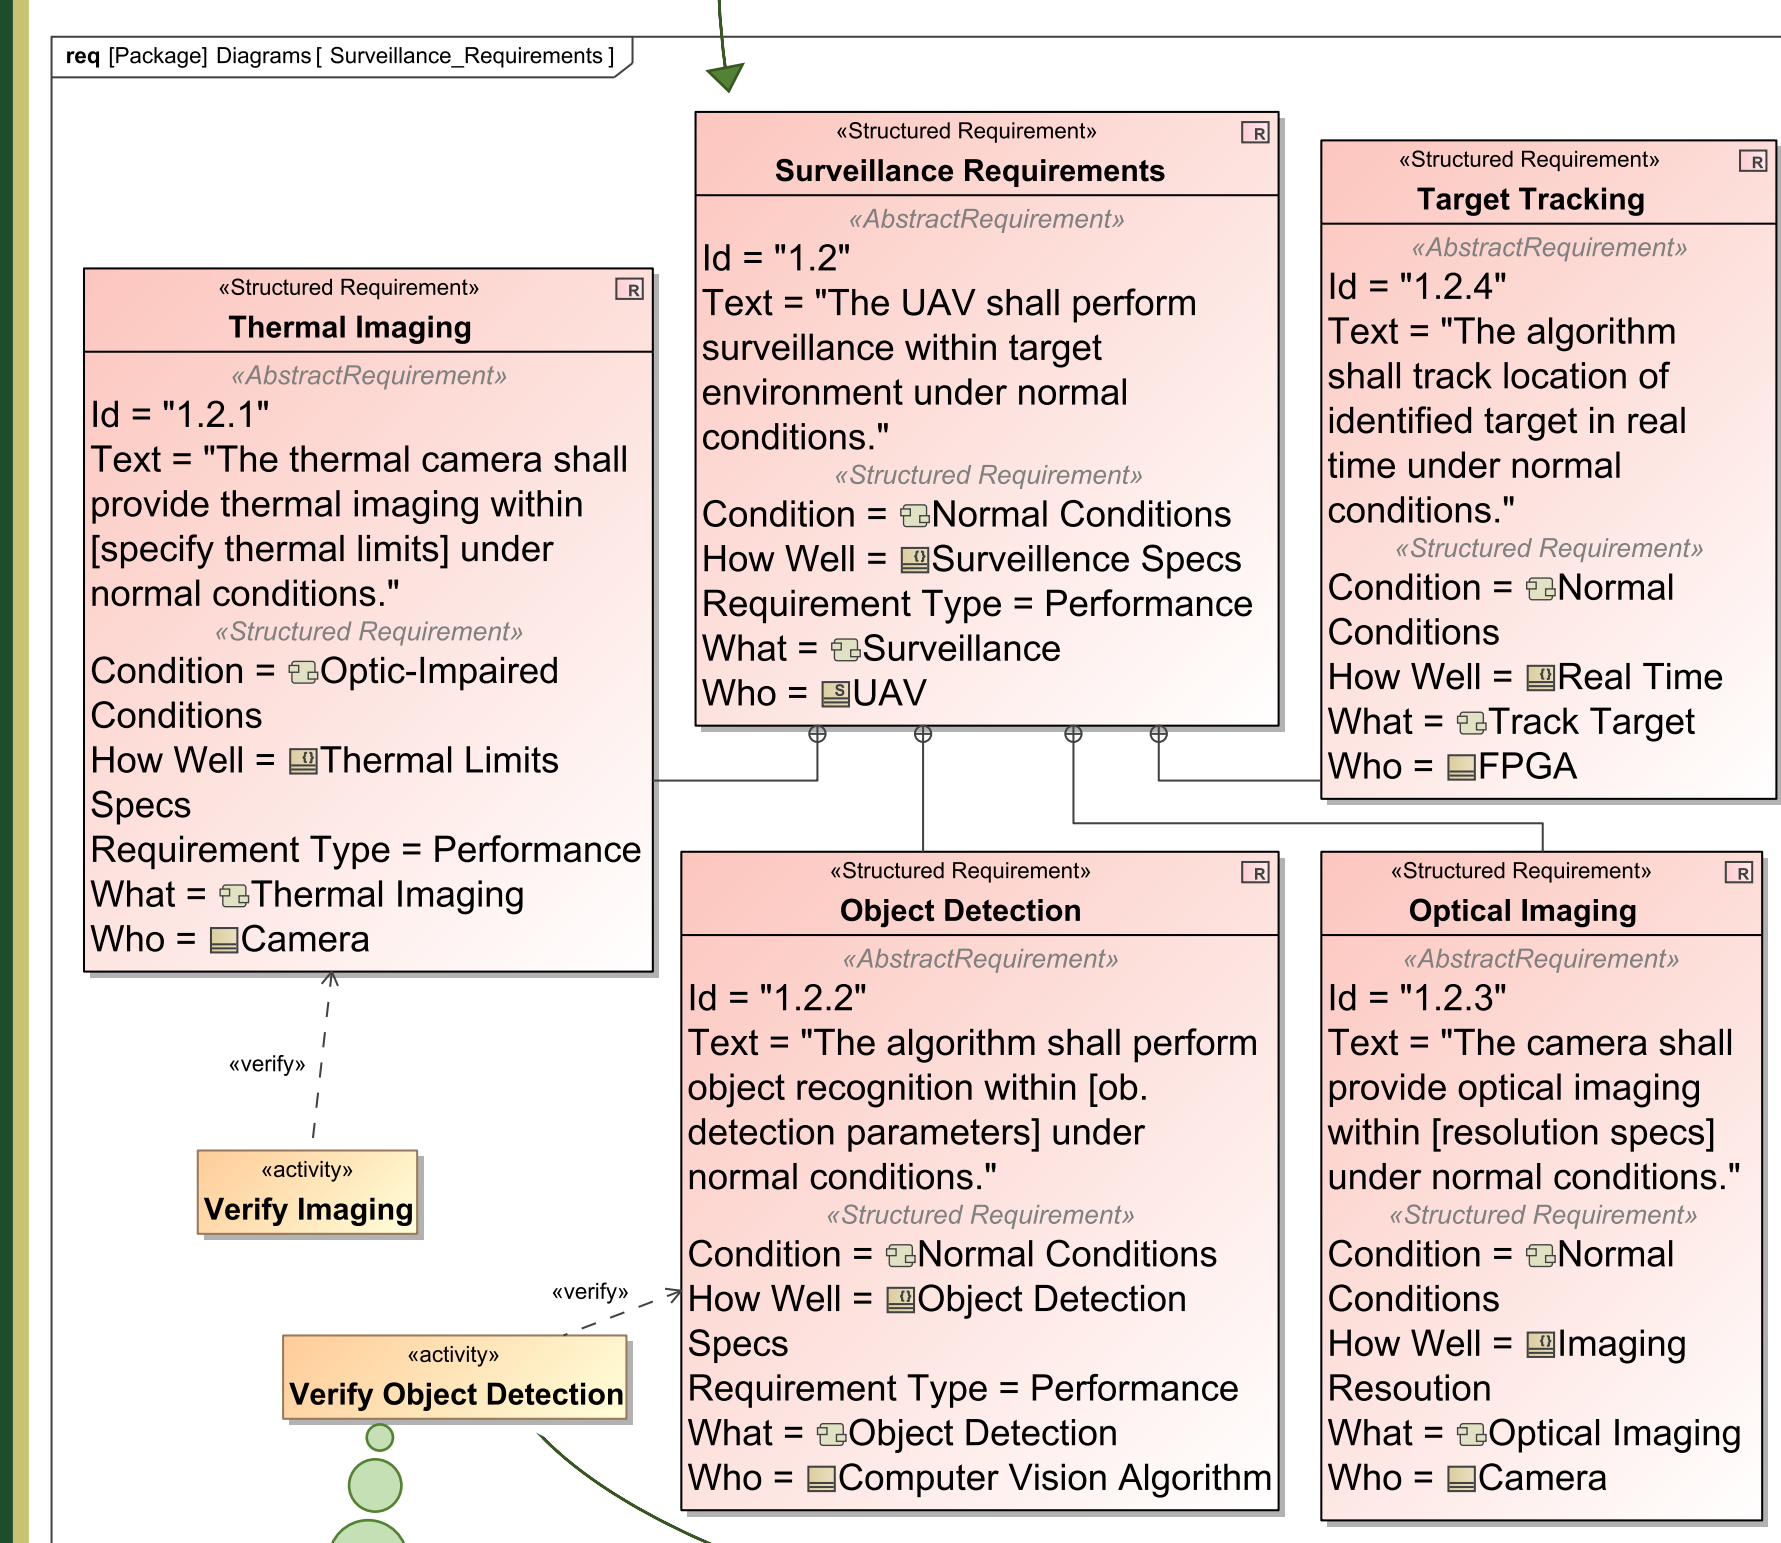 req [Package] Diagrams [ Surveillance_Requirements ]
«Structured Requirement»
R
Surveillance Requirements
«AbstractRequirement»
Id = "1.2"
Text = "The UAV shall perform
surveillance within target
environment under normal
conditions."
«Structured Requirement»
Condition = Normal Conditions
How Well = {} Surveillence Specs
Requirement Type = Performance
What = Surveillance
Who = S UAV
«Structured Requirement»
R
Target Tracking
«AbstractRequirement»
Id = "1.2.4"
Text = "The algorithm
shall track location of
identified target in real
time under normal
conditions."
«Structured Requirement»
Condition = Normal
Conditions
How Well = {} Real Time
What = Track Target
Who = FPGA
«Structured Requirement»
R
Thermal Imaging
«AbstractRequirement»
Id = "1.2.1"
Text = "The thermal camera shall
provide thermal imaging within
[specify thermal limits] under
normal conditions."
«Structured Requirement»
Condition = Optic-Impaired
Conditions
How Well = {} Thermal Limits
Specs
Requirement Type = Performance
What = Thermal Imaging
Who = Camera
«Structured Requirement»
R
Object Detection
«AbstractRequirement»
Id = "1.2.2"
Text = "The algorithm shall perform
object recognition within [ob.
detection parameters] under
normal conditions."
«Structured Requirement»
Condition = Normal Conditions
How Well = {} Object Detection
Specs
Requirement Type = Performance
What = Object Detection
Who = Computer Vision Algorithm
«Structured Requirement»
R
Optical Imaging
«AbstractRequirement»
Id = "1.2.3"
Text = "The camera shall
provide optical imaging
within [resolution specs]
under normal conditions."
«Structured Requirement»
Condition = Normal
Conditions
How Well = {} Imaging
Resoution
What = Optical Imaging
Who = Camera
«verify»
«activity»
Verify Imaging
«verify»
«activity»
Verify Object Detection